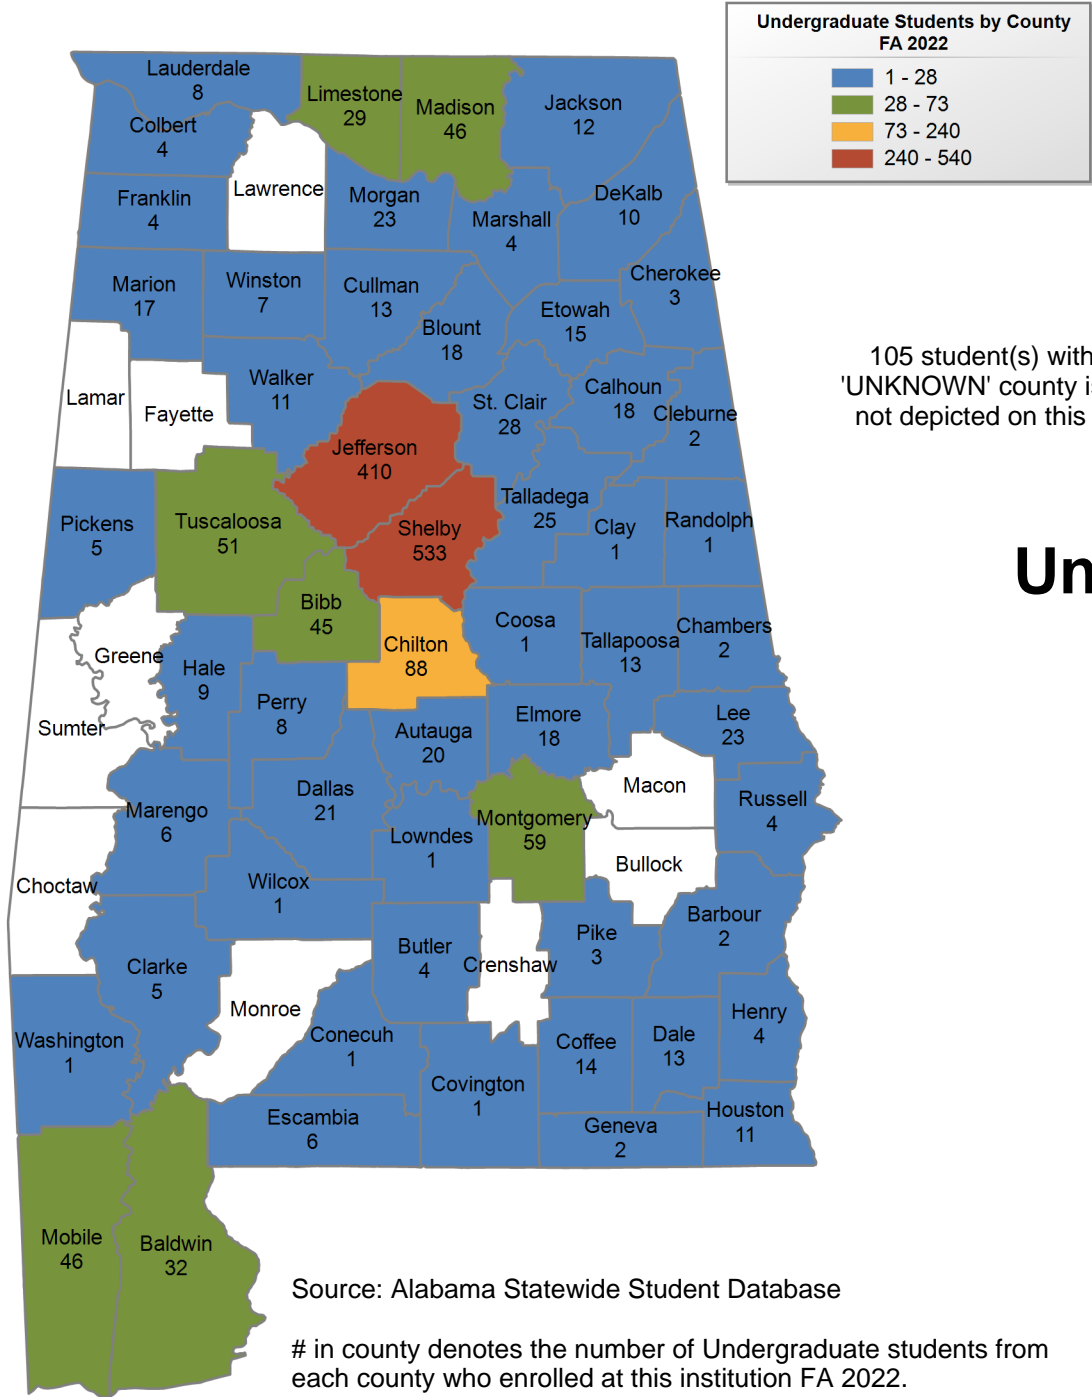 Undergraduate Students by County
FA 2022
1 - 28
28 - 73
73 - 240
240 - 540
Lauderdale
8
Limestone
29
Madison
46
Jackson
12
Colbert
4
Lawrence
Franklin
4
Morgan
23
Marshall
4
DeKalb
10
Marion
17
Winston
7
Cullman
13
Cherokee
3
Blount
18
Etowah
15
105 student(s) with
'UNKNOWN' county is
not depicted on this
Lamar
Fayette
Walker
11
St. Clair
28
Calhoun
18
Cleburne
2
Jefferson
410
Pickens
5
Tuscaloosa
51
Shelby
533
Talladega
25
Clay
1
Randolph
1
Un
Bibb
45
Chilton
88
Coosa
1
Tallapoosa
13
Chambers
2
Greene
Hale
9
Perry
8
Sumter
Autauga
20
Elmore
18
Lee
23
Macon
Dallas
21
Marengo
6
Lowndes
1
Montgomery
59
Russell
4
Bullock
Choctaw
Wilcox
1
Clarke
5
Butler
4
Crenshaw
Pike
3
Barbour
2
Monroe
Washington
1
Conecuh
1
Covington
1
Coffee
14
Dale
13
Henry
4
Escambia
6
Geneva
2
Houston
11
Mobile
46
Baldwin
32
Source: Alabama Statewide Student Database
# in county denotes the number of Undergraduate students from
each county who enrolled at this institution FA 2022.